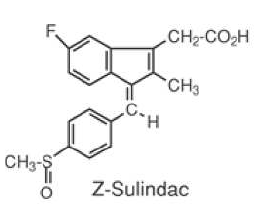 F
CH₂-CO₂H
CH₃
C
H
CH₃-S
O
Z-Sulindac